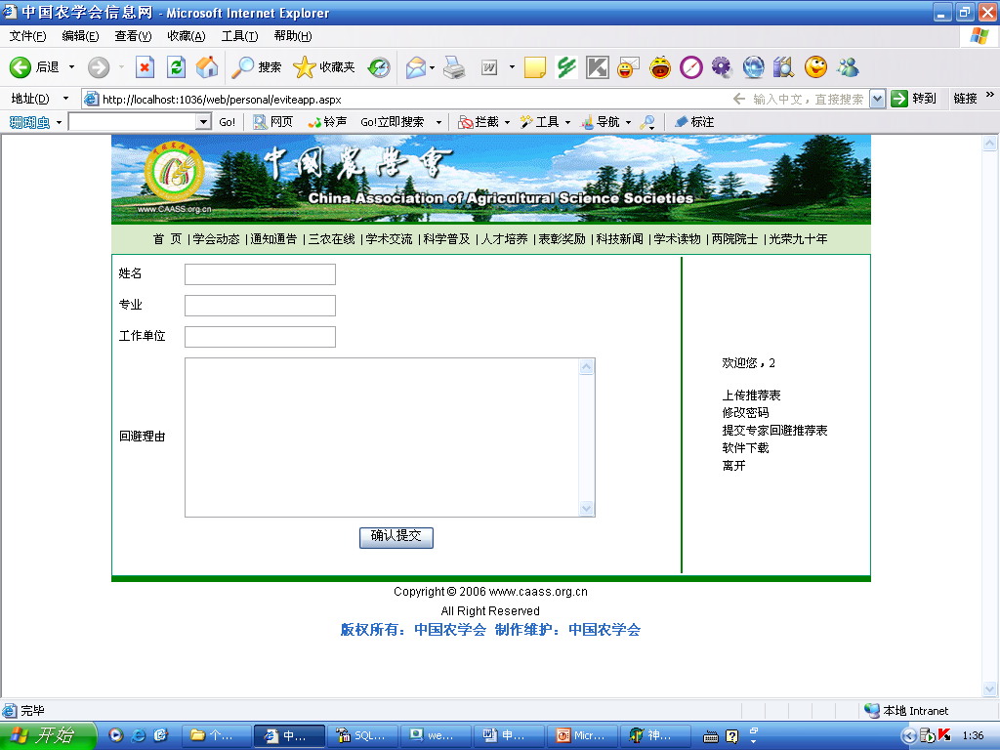 中国农学会信息网 - Microsoft Internet Explorer
文件(F) 编辑(E) 查看(V) 收藏(A) 工具(T) 帮助(H)
后退 搜索 收藏夹
地址(D) http://localhost:1036/web/personal/eviteapp.aspx 输入中文，直接搜索 转到 链接 »
珊瑚虫 Go! 网页 铃声 Go!立即搜索 拦截 工具 导航 标注
中國农学會
China Association of Agricultural Science Societies
www.CAASS.org.cn
首 页 |学会动态 |通知通告 |三农在线 |学术交流 |科学普及 |人才培养 |表彰奖励 |科技新闻 |学术读物 |两院院士 |光荣九十年
姓名
专业
工作单位
回避理由
确认提交
欢迎您，2
上传推荐表
修改密码
提交专家回避推荐表
软件下载
离开
Copyright © 2006 www.caass.org.cn
All Right Reserved
版权所有：中国农学会 制作维护：中国农学会
完毕 本地 Intranet
开始 个... 中... SQL... we... 申... Micr... 神... 1:36